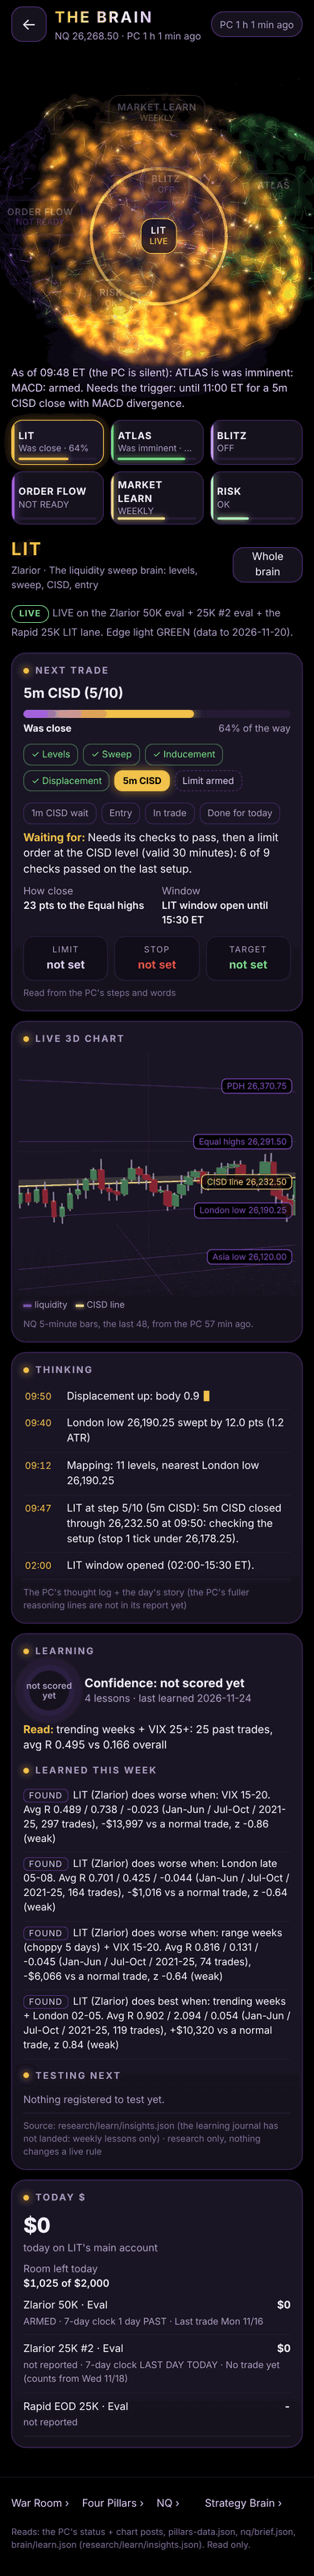 THE BRAIN
NQ 26,268.50 · PC 1 h 1 min ago
PC 1 h 1 min ago
MARKET LEARN
WEEKLY
BLITZ
OFF
ATLAS
ORDER FLOW
NOT READY
LIT
LIVE
RISK
As of 09:48 ET (the PC is silent): ATLAS is was imminent:
MACD: armed. Needs the trigger: until 11:00 ET for a 5m
CISD close with MACD divergence.
LIT
Was close · 64%
ATLAS
Was imminent · ...
BLITZ
OFF
ORDER FLOW
NOT READY
MARKET
LEARN
WEEKLY
RISK
OK
LIT
Zlarior · The liquidity sweep brain: levels,
sweep, CISD, entry
Whole
brain
LIVE LIVE on the Zlarior 50K eval + 25K #2 eval + the
Rapid 25K LIT lane. Edge light GREEN (data to 2026-11-20).
NEXT TRADE
5m CISD (5/10)
Was close
64% of the way
✓ Levels ✓ Sweep ✓ Inducement
✓ Displacement 5m CISD Limit armed
1m CISD wait Entry In trade Done for today
Waiting for: Needs its checks to pass, then a limit
order at the CISD level (valid 30 minutes): 6 of 9
checks passed on the last setup.
How close
23 pts to the Equal highs
Window
LIT window open until
15:30 ET
LIMIT
not set
STOP
not set
TARGET
not set
Read from the PC's steps and words
LIVE 3D CHART
PDH 26,370.75
Equal highs 26,291.50
CISD line 26,232.50
London low 26,190.25
Asia low 26,120.00
liquidity CISD line
NQ 5-minute bars, the last 48, from the PC 57 min ago.
THINKING
09:50 Displacement up: body 0.9
09:40 London low 26,190.25 swept by 12.0 pts (1.2
ATR)
09:12 Mapping: 11 levels, nearest London low
26,190.25
09:47 LIT at step 5/10 (5m CISD): 5m CISD closed
through 26,232.50 at 09:50: checking the
setup (stop 1 tick under 26,178.25).
02:00 LIT window opened (02:00-15:30 ET).
The PC's thought log + the day's story (the PC's fuller
reasoning lines are not in its report yet)
LEARNING
not scored
yet
Confidence: not scored yet
4 lessons · last learned 2026-11-24
Read: trending weeks + VIX 25+: 25 past trades,
avg R 0.495 vs 0.166 overall
LEARNED THIS WEEK
FOUND LIT (Zlarior) does worse when: VIX 15-20.
Avg R 0.489 / 0.738 / -0.023 (Jan-Jun / Jul-Oct / 2021-
25, 297 trades), -$13,997 vs a normal trade, z -0.86
(weak)
FOUND LIT (Zlarior) does worse when: London late
05-08. Avg R 0.701 / 0.425 / -0.044 (Jan-Jun / Jul-Oct /
2021-25, 164 trades), -$1,016 vs a normal trade, z -0.64
(weak)
FOUND LIT (Zlarior) does worse when: range weeks
(choppy 5 days) + VIX 15-20. Avg R 0.816 / 0.131 /
-0.045 (Jan-Jun / Jul-Oct / 2021-25, 74 trades),
-$6,066 vs a normal trade, z -0.64 (weak)
FOUND LIT (Zlarior) does best when: trending weeks
+ London 02-05. Avg R 0.902 / 2.094 / 0.054 (Jan-Jun /
Jul-Oct / 2021-25, 119 trades), +$10,320 vs a normal
trade, z 0.84 (weak)
TESTING NEXT
Nothing registered to test yet.
Source: research/learn/insights.json (the learning journal has
not landed: weekly lessons only) · research only, nothing
changes a live rule
TODAY $
$0
today on LIT's main account
Room left today
$1,025 of $2,000
Zlarior 50K · Eval $0
ARMED · 7-day clock 1 day PAST · Last trade Mon 11/16
Zlarior 25K #2 · Eval $0
not reported · 7-day clock LAST DAY TODAY · No trade yet
(counts from Wed 11/18)
Rapid EOD 25K · Eval -
not reported
War Room › Four Pillars › NQ › Strategy Brain ›
Reads: the PC's status + chart posts, pillars-data.json, nq/brief.json,
brain/learn.json (research/learn/insights.json). Read only.